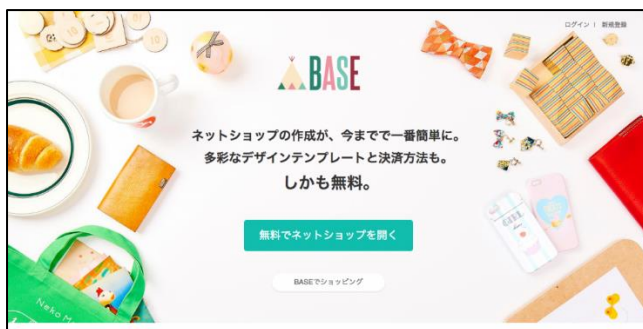 ログイン | 新規登録
BASE
ネットショップの作成が、今までで一番簡単に。
多彩なデザインテンプレートと決済方法も。
しかも無料。
無料でネットショップを開く
BASEでショッピング
GIRL
Neko M